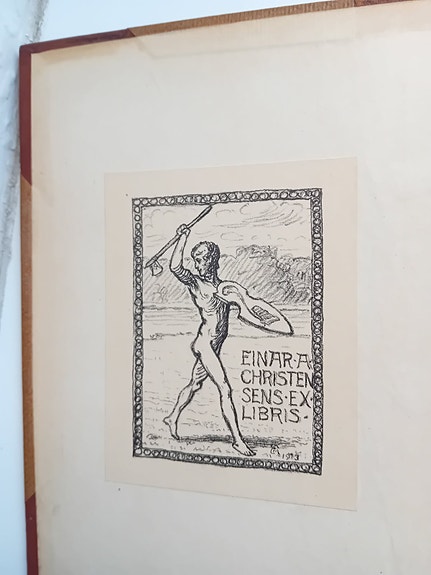 EINAR·A·
CHRISTEN
SENS·EX·
LIBRIS·